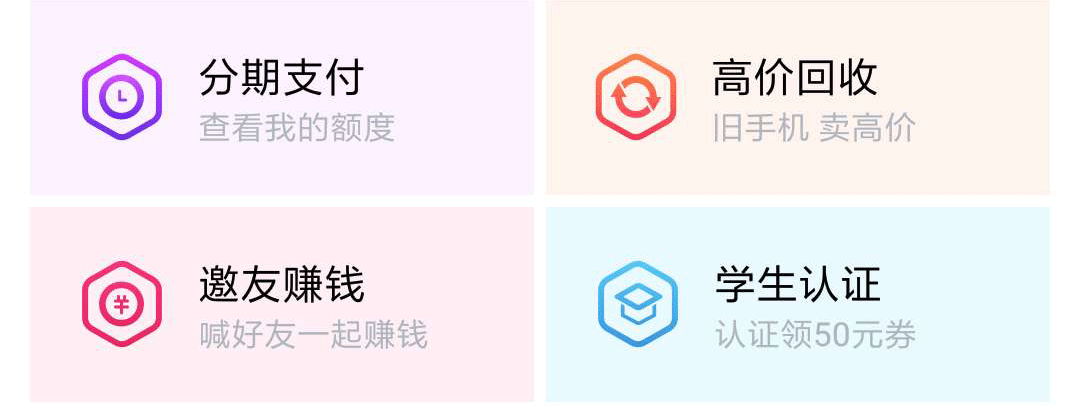 分期支付
查看我的额度
高价回收
旧手机 卖高价
邀友赚钱
喊好友一起赚钱
学生认证
认证领50元券